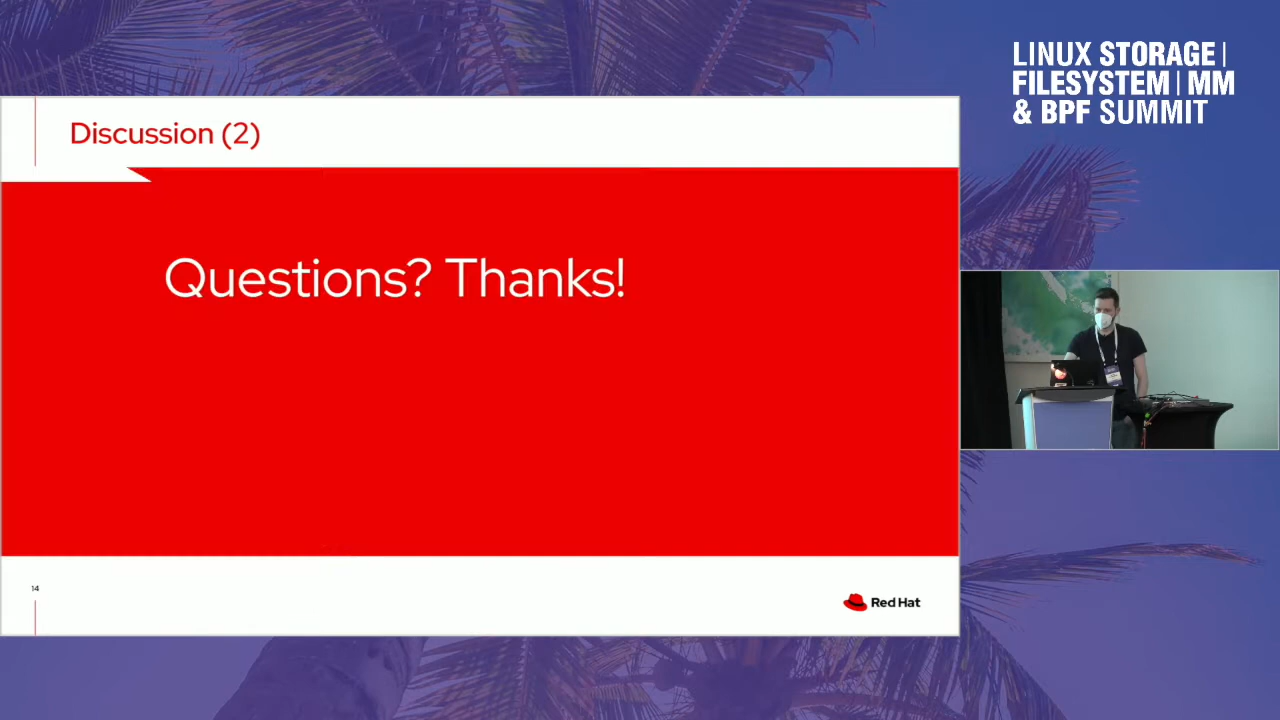 LINUX STORAGE |
FILESYSTEM | MM
& BPF SUMMIT
Discussion (2)
Questions? Thanks!
14
Red Hat